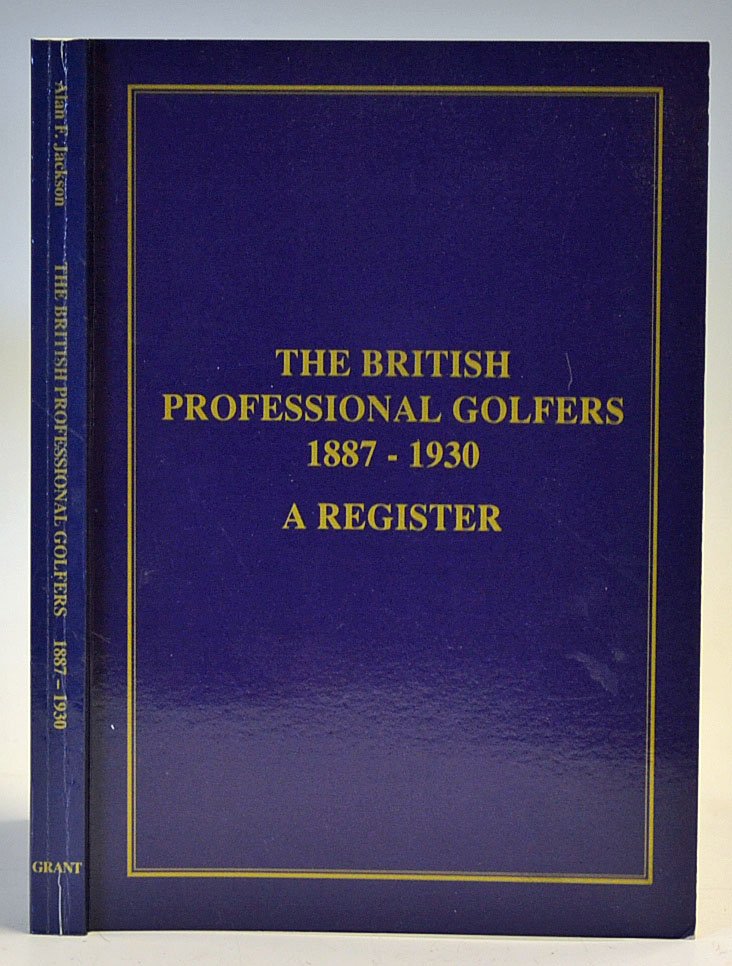 THE BRITISH
PROFESSIONAL GOLFERS
1887 - 1930
A REGISTER
Alan F. Jackson THE BRITISH PROFESSIONAL GOLFERS 1887 - 1930
GRANT